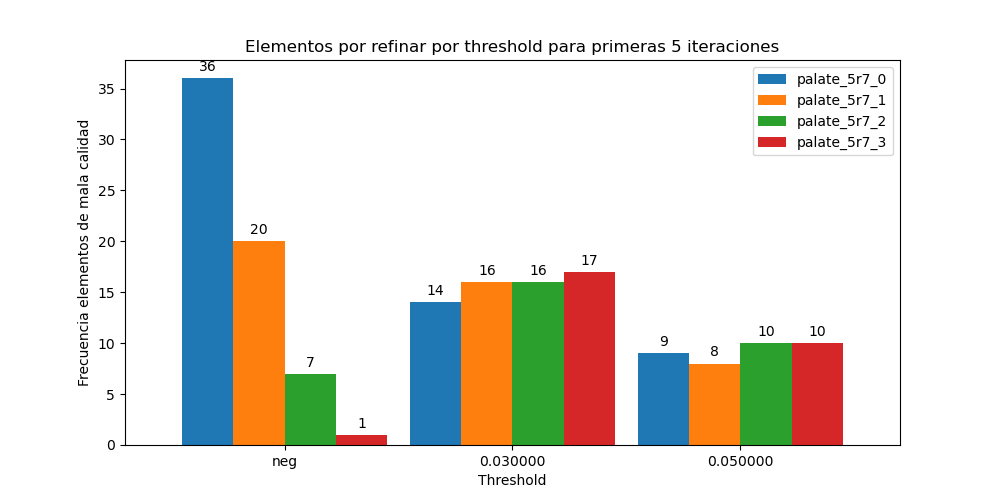 Elementos por refinar por threshold para primeras 5 iteraciones
Frecuencia elementos de mala calidad
35
30
25
20
15
10
5
0
36
20
7
1
14
16
16
17
9
8
10
10
palate_5r7_0
palate_5r7_1
palate_5r7_2
palate_5r7_3
neg
0.030000
0.050000
Threshold